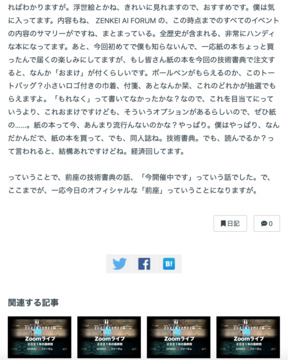 ればわかりますが。浮世絵とかね、きれいに見れますので、おすすめです。僕は気
に入ってます。内容もね、 ZENKEI AI FORUM の、この時点まですべてのイベント
の内容のサマリーがですね、まとまっている。全歴史が含まれる、非常にハンディ
な本になってます。あと、今回初めてで僕も知らないんで、一応紙の本ちょっと買
ったんで届くの楽しみにしてますが、もし皆さん紙の本を今回の技術書典で注文す
ると、なんか「おまけ」が付くらしいです。ボールペンがもらえるのか、このトー
トバッグ？小さいロゴ付きの巾着、付箋、あとなんか栞、これのどれかが抽選でも
らえますよ。「もれなく」って書いてなかったかな？なので、これを目当てにって
いうより、これおまけですけども、そういうオプションがあるらしいので、ぜひ紙
の......。紙の本って今、あんまり流行んないのかな？やっぱり。僕はやっぱり、なん
だかんだで、紙の本を買って、でも、同人誌ね。技術書典。でも、読んでるか？っ
て言われると、結構あれですけどね。経済回してます。
っていうことで、前座の技術書典の話、「今開催中です」っていう話でした。で、
ここまでが、一応今日のオフィシャルな「前座」っていうことになりますが。
日記
0
B!
関連する記事
Zoomライブ
Zoomライブ
Zoomライブ
Zoomライブ